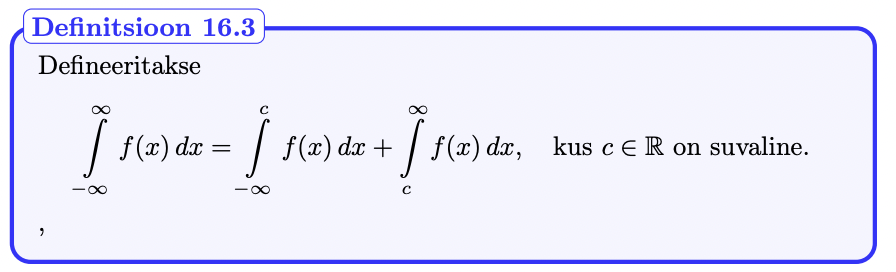 Definitsioon 16.3
Defineeritakse
∫_{-∞}^{∞} f(x) dx = ∫_{-∞}^{c} f(x) dx + ∫_{c}^{∞} f(x) dx, kus c ∈ ℝ on suvaline.
,